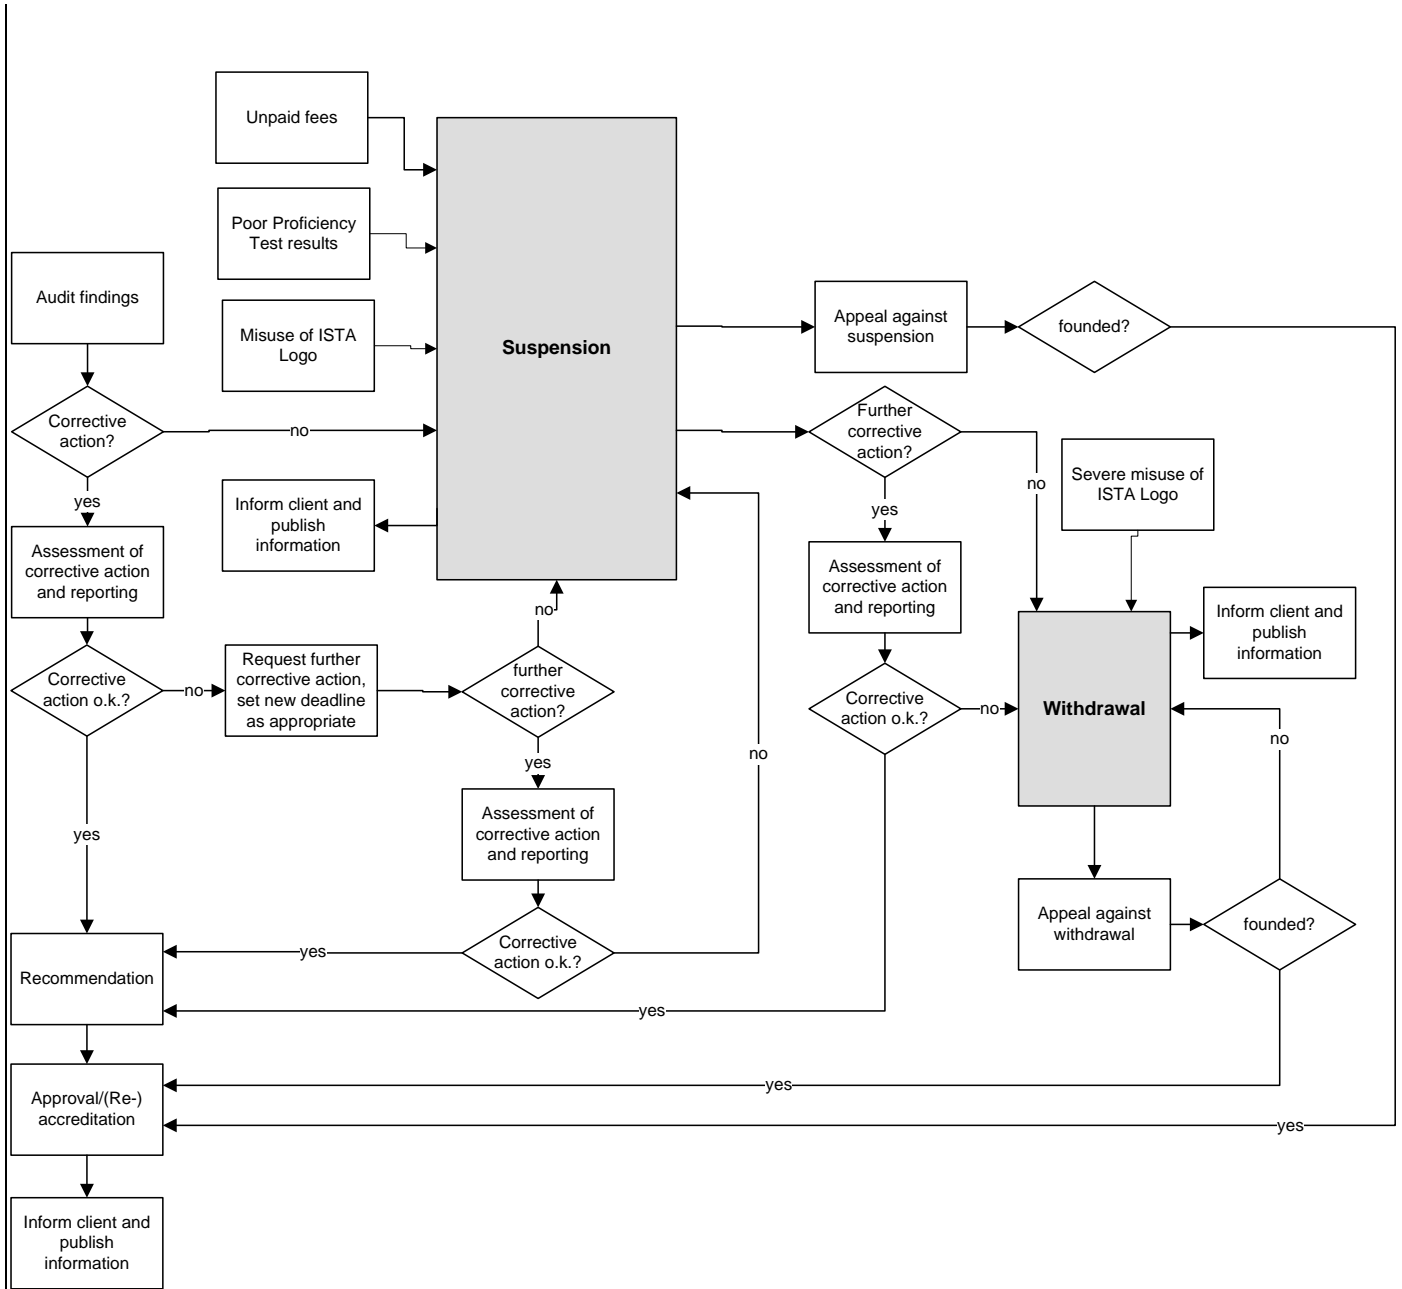 Unpaid fees
Poor Proficiency
Test results
Audit findings
Misuse of ISTA
Logo
Suspension
Appeal against
suspension
founded?
Corrective
action?
no
Further
corrective
action?
no
Severe misuse of
ISTA Logo
yes
Inform client and
publish
information
yes
Assessment of
corrective action
and reporting
Assessment of
corrective action
and reporting
no
Inform client and
publish
information
Corrective
action o.k.?
no
Request further
corrective action,
set new deadline
as appropriate
further
corrective
action?
Corrective
action o.k.?
no
Withdrawal
no
no
yes
Assessment of
corrective action
and reporting
yes
Appeal against
withdrawal
founded?
Recommendation
yes
Corrective
action o.k.?
yes
yes
Approval/(Re-)
accreditation
yes
Inform client and
publish
information